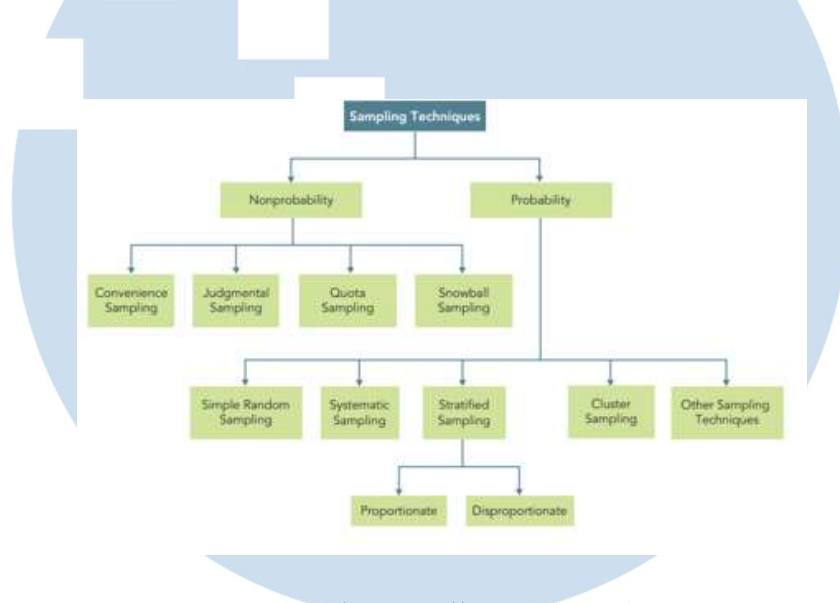 Sampling Techniques
Nonprobability
Probability
Convenience
Sampling
Judgmental
Sampling
Quota
Sampling
Snowball
Sampling
Simple Random
Sampling
Systematic
Sampling
Stratified
Sampling
Cluster
Sampling
Other Sampling
Techniques
Proportionate
Disproportionate